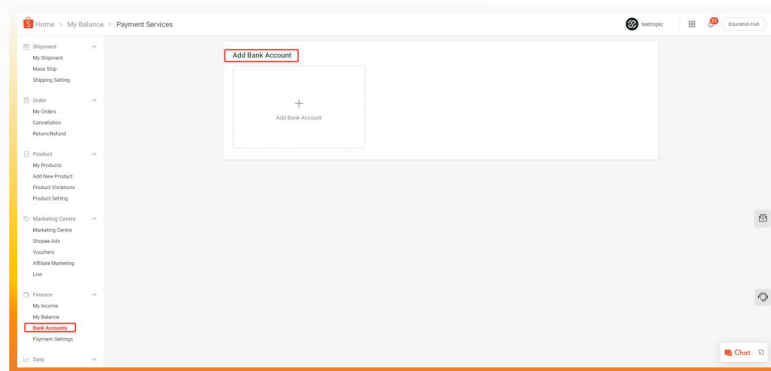 Home > My Balance > Payment Services
teetropic
Education Hub
Shipment
My Shipment
Mass Ship
Shipping Setting
Order
My Orders
Cancellation
Return/Refund
Product
My Products
Add New Product
Product Violations
Product Setting
Marketing Centre
Marketing Centre
Shopee Ads
Vouchers
Affiliate Marketing
Live
Finance
My Income
My Balance
Bank Accounts
Payment Settings
Data
Add Bank Account
Add Bank Account
Chat